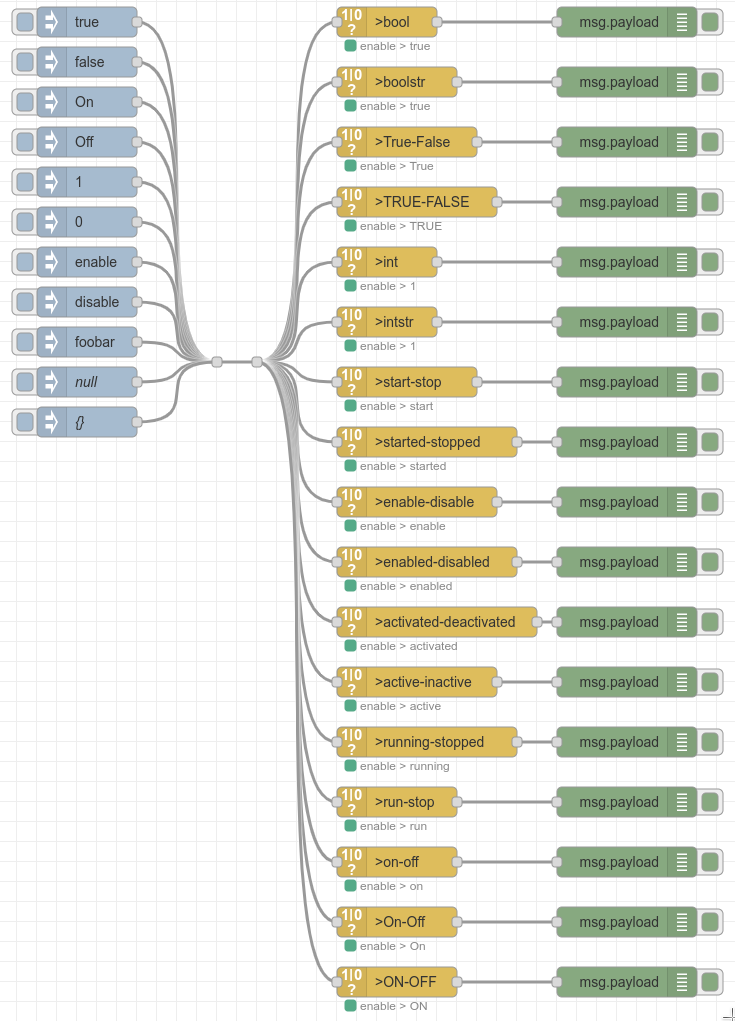 true
false
On
Off
1
0
enable
disable
foobar
null
{}
1|0 ? >bool msg.payload
enable > true
1|0 ? >boolstr msg.payload
enable > true
1|0 ? >True-False msg.payload
enable > True
1|0 ? >TRUE-FALSE msg.payload
enable > TRUE
1|0 ? >int msg.payload
enable > 1
1|0 ? >intstr msg.payload
enable > 1
1|0 ? >start-stop msg.payload
enable > start
1|0 ? >started-stopped msg.payload
enable > started
1|0 ? >enable-disable msg.payload
enable > enable
1|0 ? >enabled-disabled msg.payload
enable > enabled
1|0 ? >activated-deactivated msg.payload
enable > activated
1|0 ? >active-inactive msg.payload
enable > active
1|0 ? >running-stopped msg.payload
enable > running
1|0 ? >run-stop msg.payload
enable > run
1|0 ? >on-off msg.payload
enable > on
1|0 ? >On-Off msg.payload
enable > On
1|0 ? >ON-OFF msg.payload
enable > ON